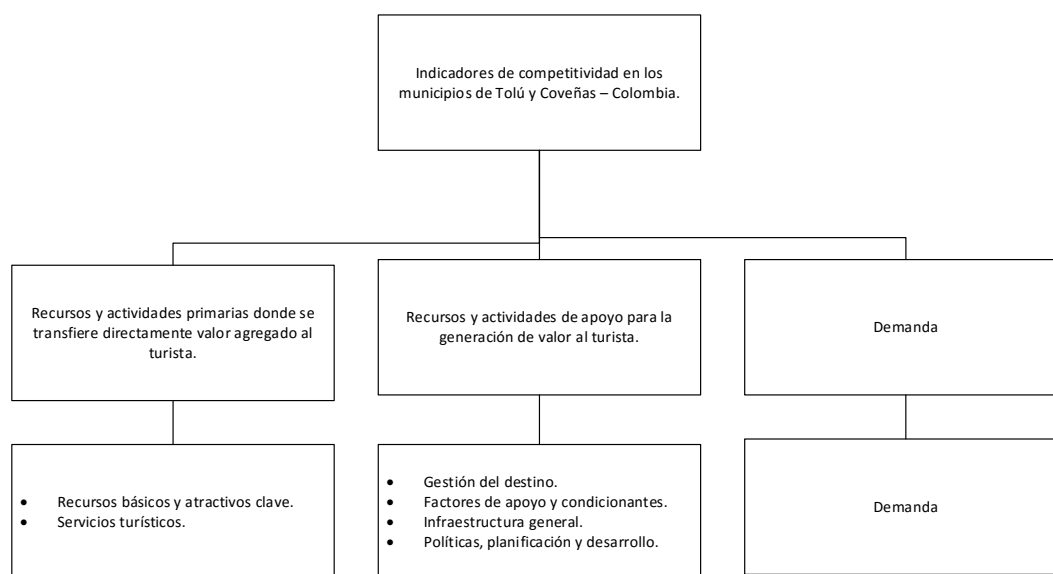 Indicadores de competitividad en los
municipios de Tolú y Coveñas – Colombia.
Recursos y actividades primarias donde se
transfiere directamente valor agregado al
turista.
Recursos y actividades de apoyo para la
generación de valor al turista.
Demanda
• Recursos básicos y atractivos clave.
• Servicios turísticos.
• Gestión del destino.
• Factores de apoyo y condicionantes.
• Infraestructura general.
• Políticas, planificación y desarrollo.
Demanda